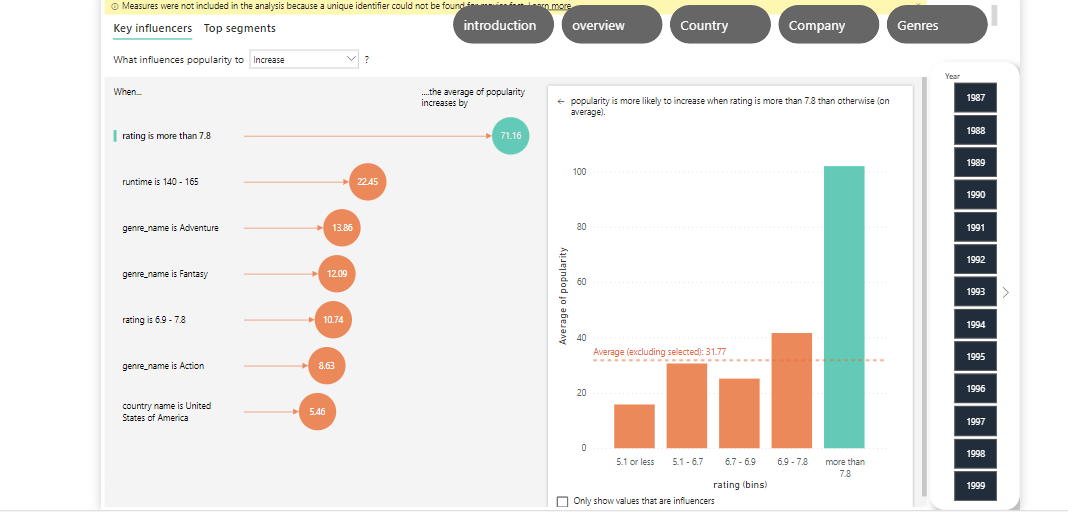 Measures were not included in the analysis because a unique identifier could not be found for Learn more
introduction
overview
Country
Company
Genres
Key influencers Top segments
What influences popularity to Increase ?
When...
....the average of popularity
increases by
rating is more than 7.8
71.16
runtime is 140 - 165
22.45
genre_name is Adventure
13.86
genre_name is Fantasy
12.09
rating is 6.9 - 7.8
10.74
genre_name is Action
8.63
country name is United
States of America
5.46
popularity is more likely to increase when rating is more than 7.8 than otherwise (on
average).
Average of popularity
100
80
60
40
20
0
Average (excluding selected): 31.77
5.1 or less
5.1 - 6.7
6.7 - 6.9
6.9 - 7.8
more than
7.8
rating (bins)
Only show values that are influencers
Year
1987
1988
1989
1990
1991
1992
1993
1994
1995
1996
1997
1998
1999